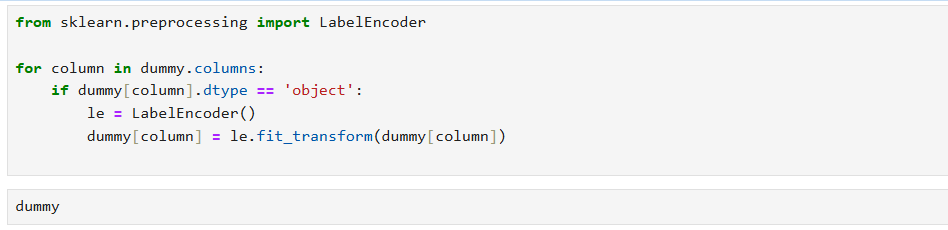 from sklearn.preprocessing import LabelEncoder
for column in dummy.columns:
    if dummy[column].dtype == 'object':
        le = LabelEncoder()
        dummy[column] = le.fit_transform(dummy[column])
dummy